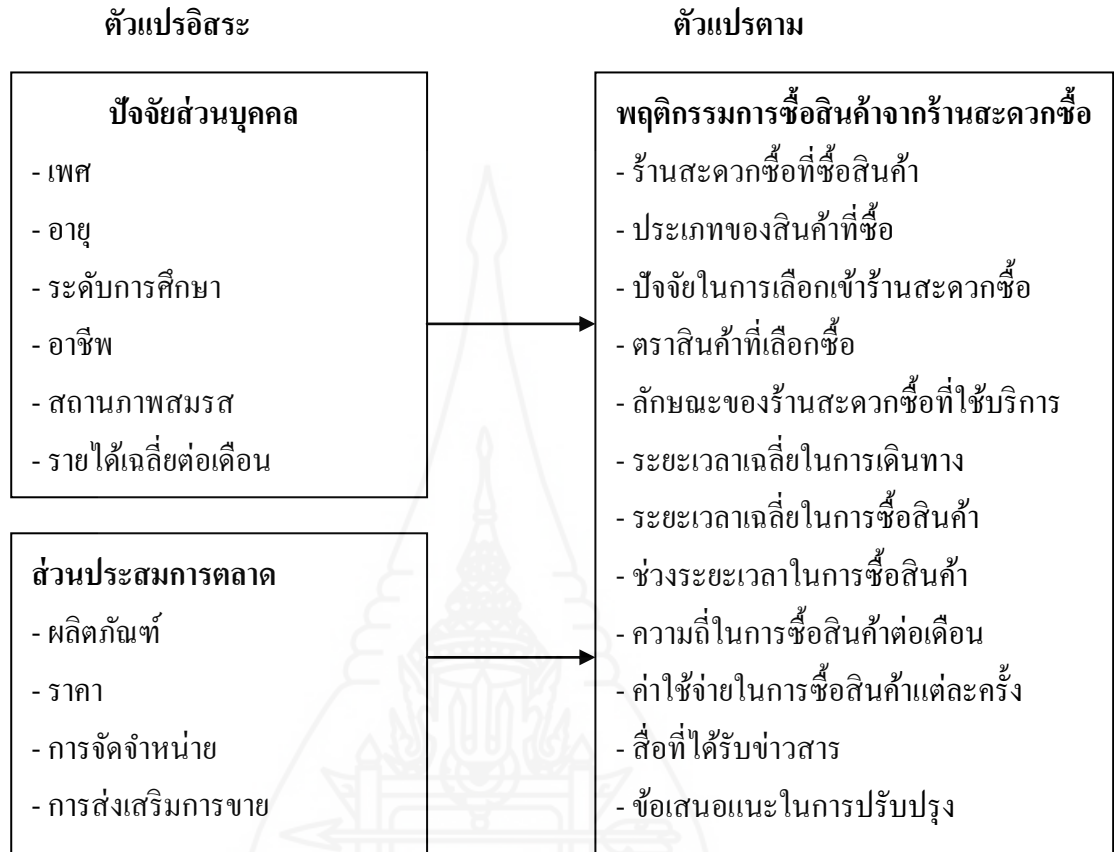 ตัวแปรอิสระ
ตัวแปรตาม
ปัจจัยส่วนบุคคล
- เพศ
- อายุ
- ระดับการศึกษา
- อาชีพ
- สถานภาพสมรส
- รายได้เฉลี่ยต่อเดือน
ส่วนประสมการตลาด
- ผลิตภัณฑ์
- ราคา
- การจัดจำหน่าย
- การส่งเสริมการขาย
พฤติกรรมการซื้อสินค้าจากร้านสะดวกซื้อ
- ร้านสะดวกซื้อที่ซื้อสินค้า
- ประเภทของสินค้าที่ซื้อ
- ปัจจัยในการเลือกเข้าร้านสะดวกซื้อ
- ตราสินค้าที่เลือกซื้อ
- ลักษณะของร้านสะดวกซื้อที่ใช้บริการ
- ระยะเวลาเฉลี่ยในการเดินทาง
- ระยะเวลาเฉลี่ยในการซื้อสินค้า
- ช่วงระยะเวลาในการซื้อสินค้า
- ความถี่ในการซื้อสินค้าต่อเดือน
- ค่าใช้จ่ายในการซื้อสินค้าแต่ละครั้ง
- สื่อที่ได้รับข่าวสาร
- ข้อเสนอแนะในการปรับปรุง